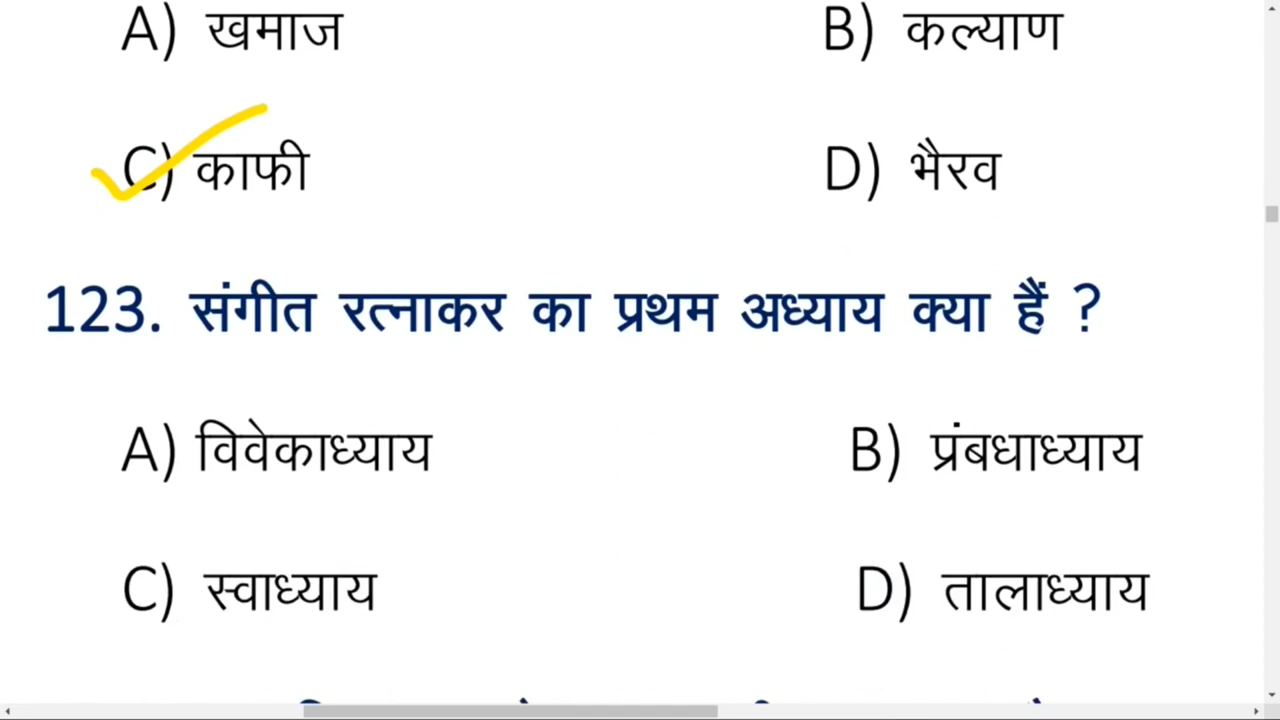 A) खमाज B) कल्याण
C) काफी D) भैरव
123. संगीत रत्नाकर का प्रथम अध्याय क्या हैं ?
A) विवेकाध्याय B) प्रंबधाध्याय
C) स्वाध्याय D) तालाध्याय